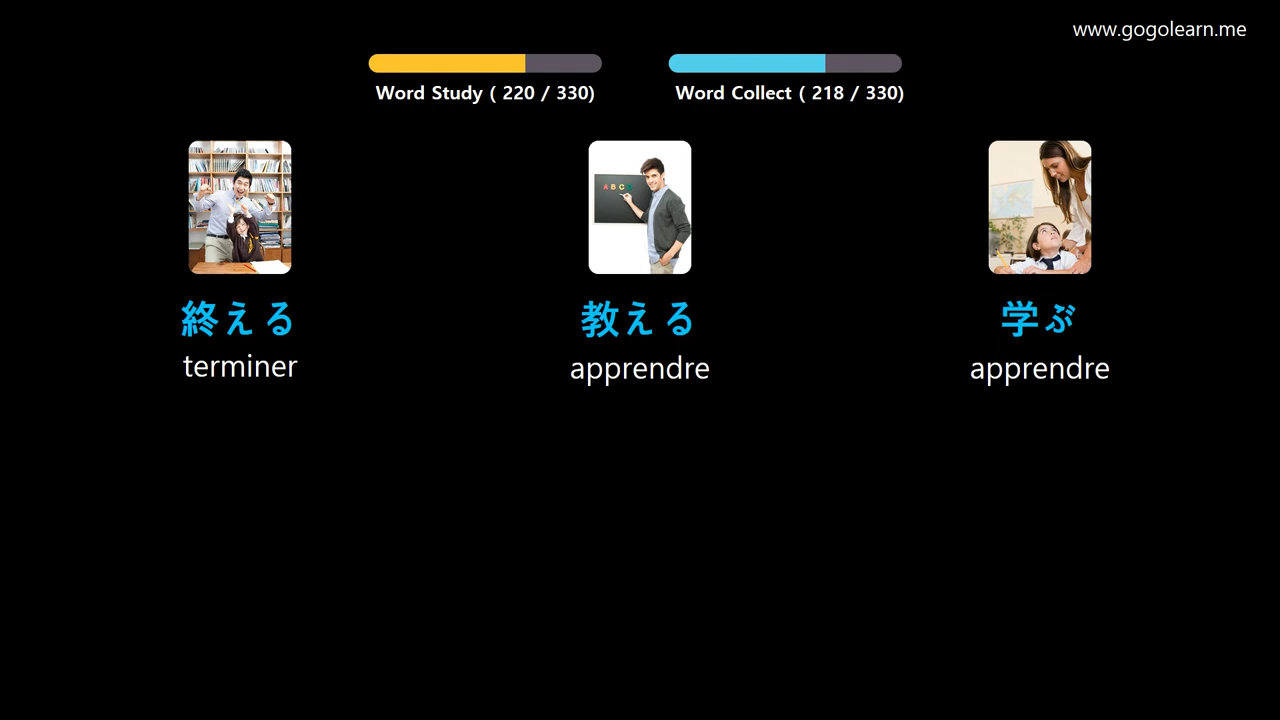 www.gogolearn.me
Word Study ( 220 / 330)
Word Collect ( 218 / 330)
A B C
終える
教える
学ぶ
terminer
apprendre
apprendre